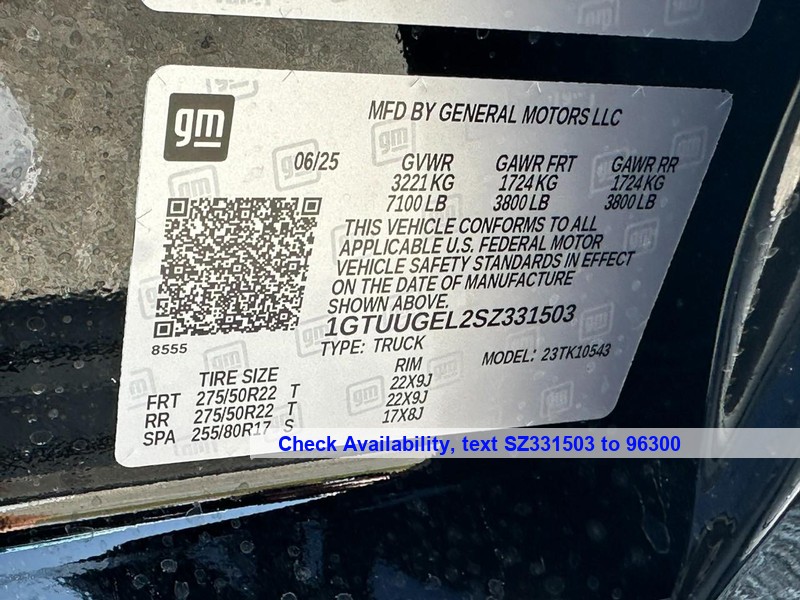 gm
MFD BY GENERAL MOTORS LLC
06/25 GVWR GAWR FRT GAWR RR
3221 KG 1724 KG 1724 KG
7100 LB 3800 LB 3800 LB
THIS VEHICLE CONFORMS TO ALL
APPLICABLE U.S. FEDERAL MOTOR
VEHICLE SAFETY STANDARDS IN EFFECT
ON THE DATE OF MANUFACTURE
SHOWN ABOVE.
1GTUUGEL2SZ331503
8555
TYPE: TRUCK MODEL: 23TK10543
TIRE SIZE RIM
FRT 275/50R22 T 22X9J
RR 275/50R22 T 22X9J
SPA 255/80R17 S 17X8J
Check Availability, text SZ331503 to 96300